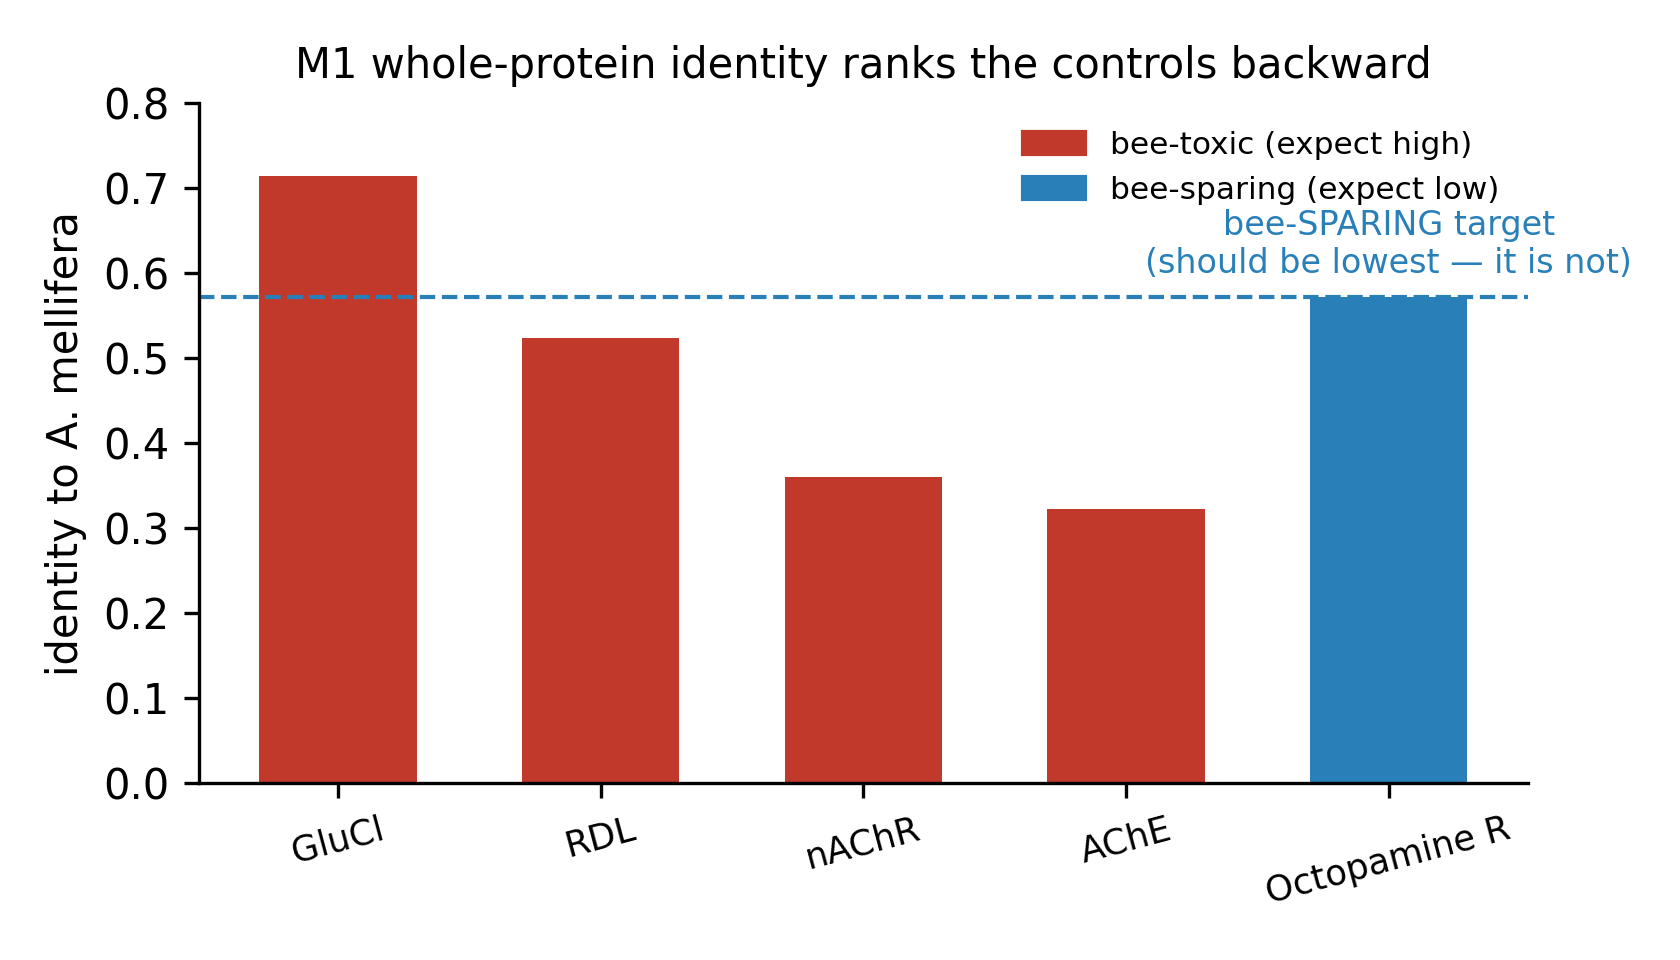 M1 whole-protein identity ranks the controls backward
bee-toxic (expect high)
bee-sparing (expect low)
bee-SPARING target
(should be lowest — it is not)
identity to A. mellifera
0.8
0.7
0.6
0.5
0.4
0.3
0.2
0.1
0.0
GluCl
RDL
nAChR
AChE
Octopamine R